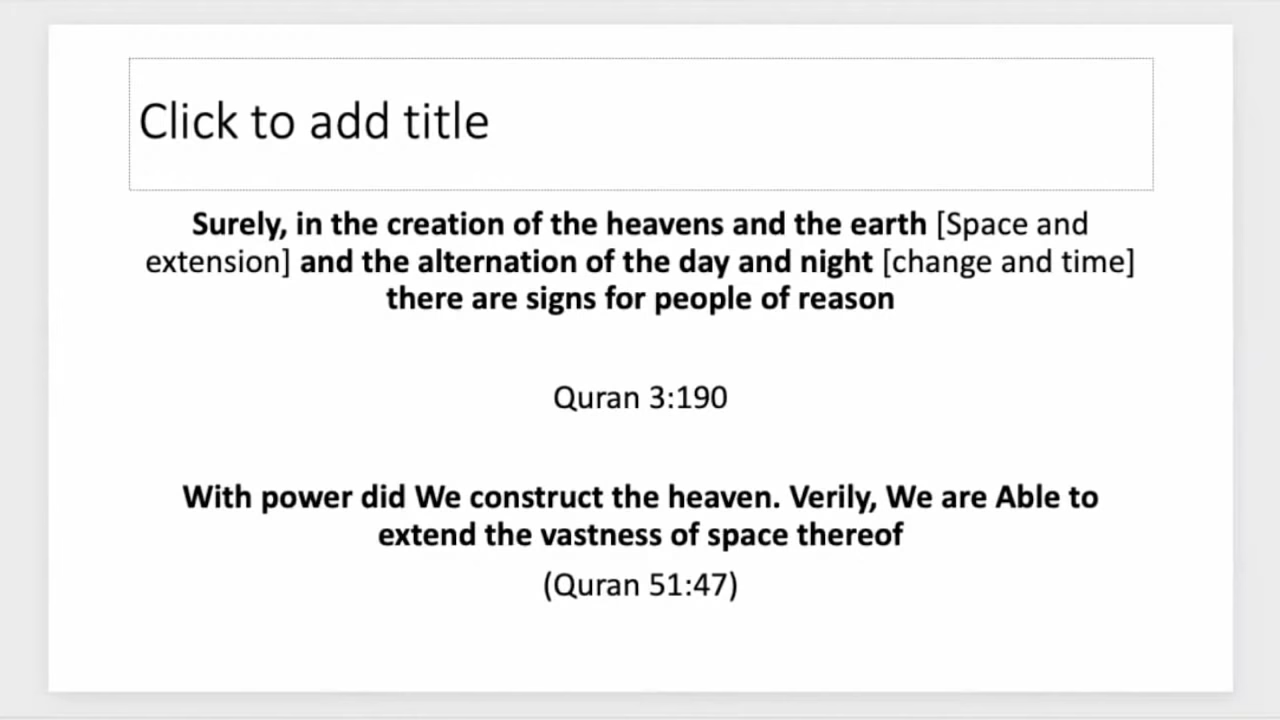 Click to add title
Surely, in the creation of the heavens and the earth [Space and
extension] and the alternation of the day and night [change and time]
there are signs for people of reason
Quran 3:190
With power did We construct the heaven. Verily, We are Able to
extend the vastness of space thereof
(Quran 51:47)